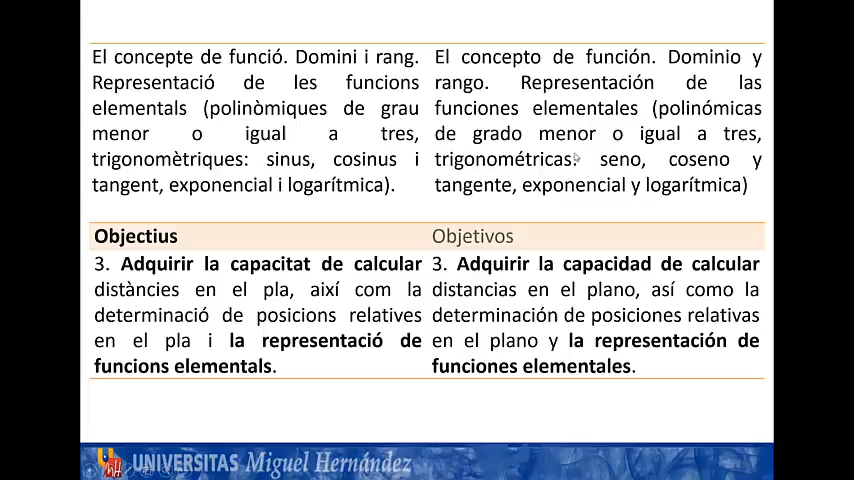 El concepte de funció. Domini i rang.
Representació de les funcions
elementals (polinòmiques de grau
menor o igual a tres,
trigonomètriques: sinus, cosinus i
tangent, exponencial i logarítmica).
El concepto de función. Dominio y
rango. Representación de las
funciones elementales (polinómicas
de grado menor o igual a tres,
trigonométricas: seno, coseno y
tangente, exponencial y logarítmica)
Objectius
3. Adquirir la capacitat de calcular
distàncies en el pla, així com la
determinació de posicions relatives
en el pla i la representació de
funcions elementals.
Objetivos
3. Adquirir la capacidad de calcular
distancias en el plano, así como la
determinación de posiciones relativas
en el plano y la representación de
funciones elementales.
UNIVERSITAS Miguel Hernández